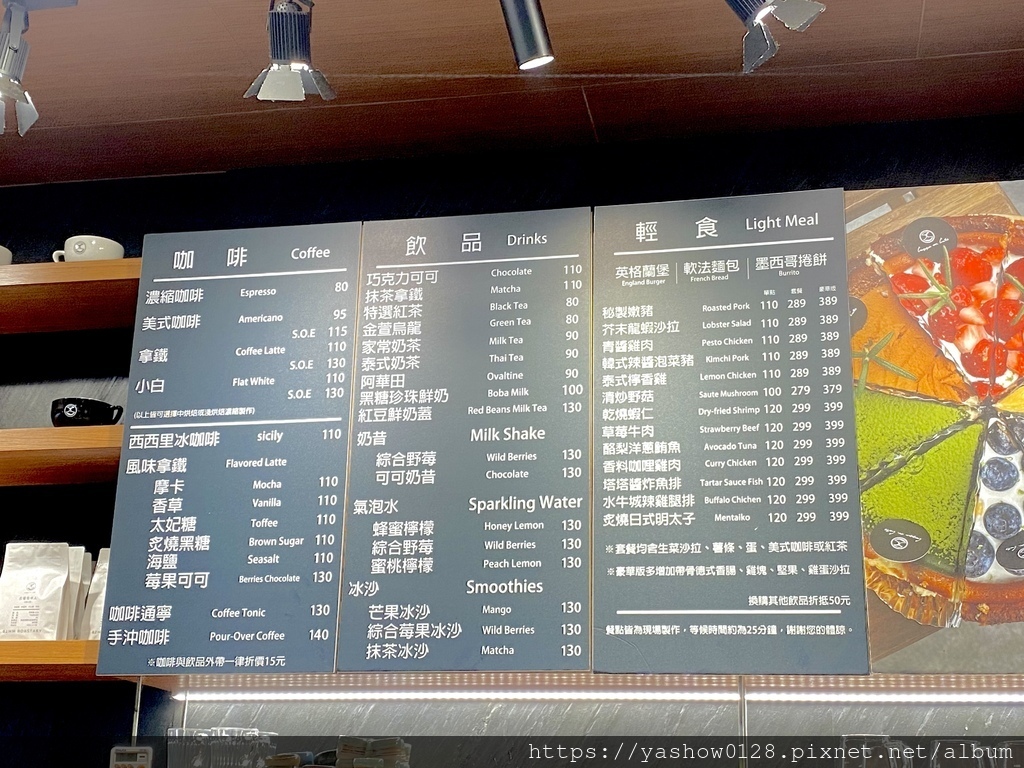 咖啡 Coffee
濃縮咖啡 Espresso 80
美式咖啡 Americano 95
S.O.E 115
拿鐵 Coffee Latte 110
S.O.E 130
小白 Flat White 110
S.O.E 130
(以上皆可選擇中烘焙或淺烘焙濃縮製作)
西西里冰咖啡 sicily 110
風味拿鐵 Flavored Latte
摩卡 Mocha 110
香草 Vanilla 110
太妃糖 Toffee 110
炙燒黑糖 Brown Sugar 110
海鹽 Seasalt 110
莓果可可 Berries Chocolate 130
咖啡通寧 Coffee Tonic 130
手沖咖啡 Pour-Over Coffee 140
※咖啡與飲品外帶一律折價15元
飲品 Drinks
巧克力可可 Chocolate 110
抹茶拿鐵 Matcha 110
特選紅茶 Black Tea 80
金萱烏龍 Green Tea 80
家常奶茶 Milk Tea 90
泰式奶茶 Thai Tea 90
阿華田 Ovaltine 90
黑糖珍珠鮮奶 Boba Milk 100
紅豆鮮奶蓋 Red Beans Milk Tea 130
奶昔 Milk Shake
綜合野莓 Wild Berries 130
可可奶昔 Chocolate 130
氣泡水 Sparkling Water
蜂蜜檸檬 Honey Lemon 130
綜合野莓 Wild Berries 130
蜜桃檸檬 Peach Lemon 130
冰沙 Smoothies
芒果冰沙 Mango 130
綜合莓果冰沙 Wild Berries 130
抹茶冰沙 Matcha 130
輕食 Light Meal
英格蘭堡 軟法麵包 墨西哥捲餅
England Burger French Bread Burrito
單點 套餐 豪華版
秘製嫩豬 Roasted Pork 110 289 389
芥末龍蝦沙拉 Lobster Salad 110 289 389
青醬雞肉 Pesto Chicken 110 289 389
韓式辣醬泡菜豬 Kimchi Pork 110 289 389
泰式檸香雞 Lemon Chicken 110 289 389
清炒野菇 Saute Mushroom 100 279 379
乾燒蝦仁 Dry-fried Shrimp 120 299 399
草莓牛肉 Strawberry Beef 120 299 399
酪梨洋蔥鮪魚 Avocado Tuna 120 299 399
香料咖哩雞肉 Curry Chicken 120 299 399
塔塔醬炸魚排 Tartar Sauce Fish 120 299 399
水牛城辣雞腿排 Buffalo Chichen 120 299 399
炙燒日式明太子 Mentaiko 120 299 399
※套餐均含生菜沙拉、薯條、蛋、美式咖啡或紅茶
※豪華版多增加帶骨德式香腸、雞塊、堅果、雞蛋沙拉
換購其他飲品折抵50元
餐點皆為現場製作，等候時間約為25分鐘，謝謝您的體諒。
https://yashow0128.pixnet.net/album